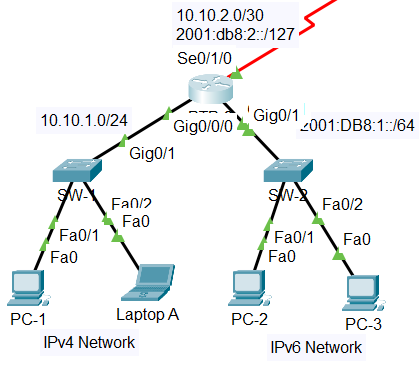 10.10.2.0/30
2001:db8:2::/127
Se0/1/0
10.10.1.0/24
Gig0/0/0
Gig0/1
2001:DB8:1::/64
Gig0/1
SW-1
SW-2
Fa0/2
Fa0
Fa0/1
Fa0
Fa0/2
Fa0/1
Fa0
Fa0
PC-1
Laptop A
PC-2
PC-3
IPv4 Network
IPv6 Network